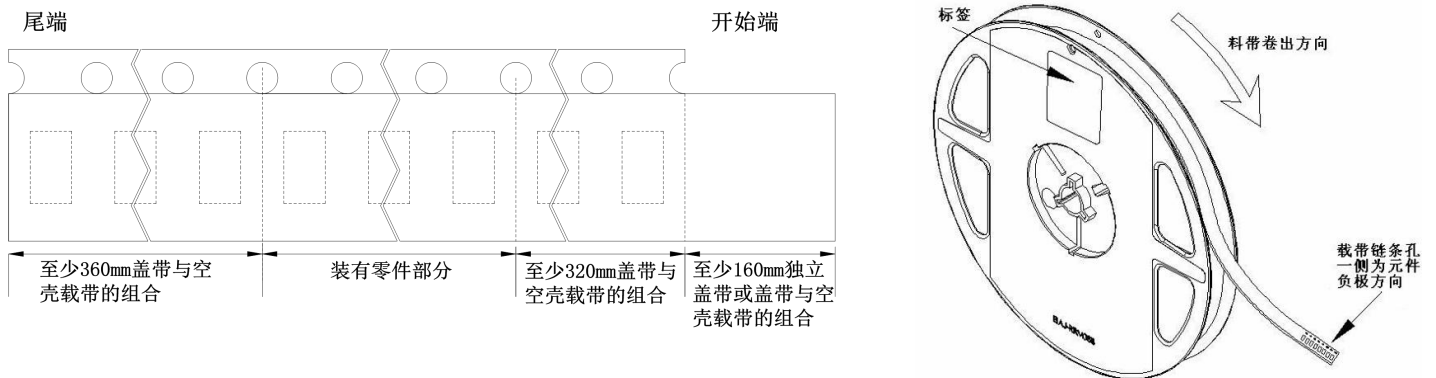 尾端
开始端
至少360mm盖带与空
壳载带的组合
装有零件部分
至少320mm盖带与
空壳载带的组合
至少160mm独立
盖带或盖带与空
壳载带的组合
标签
料带卷出方向
载带链条孔
一侧为元件
负极方向